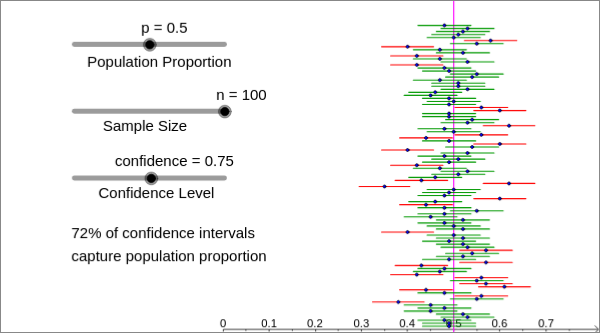 p = 0.5
Population Proportion
n = 100
Sample Size
confidence = 0.75
Confidence Level
72% of confidence intervals
capture population proportion
0 0.1 0.2 0.3 0.4 0.5 0.6 0.7